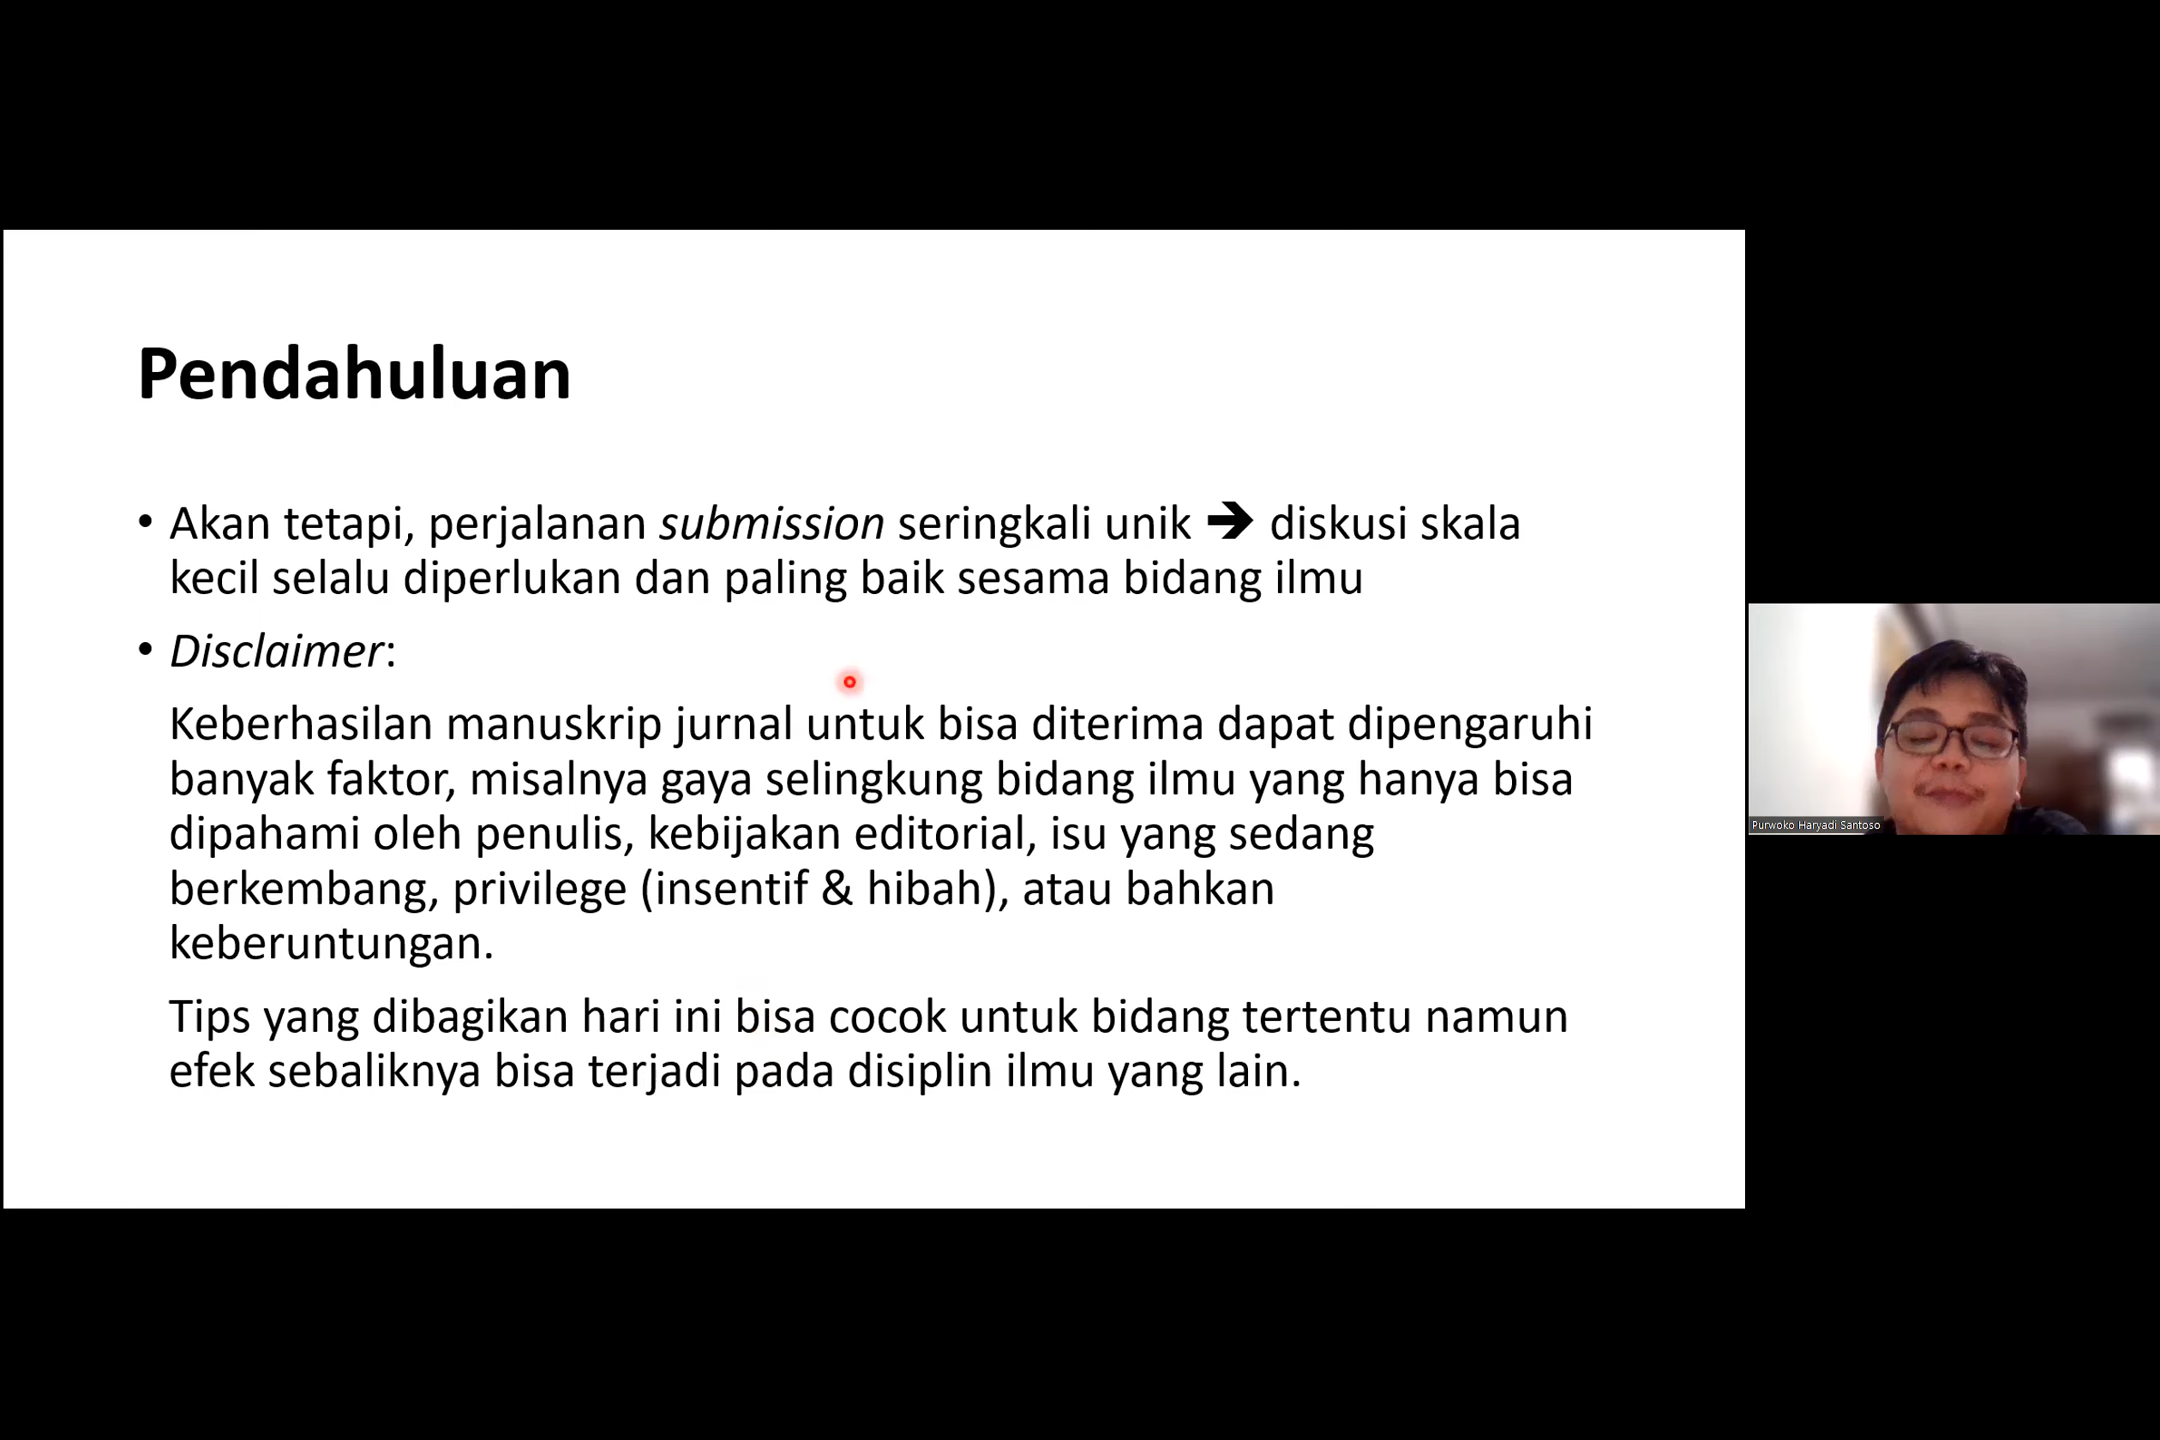 Pendahuluan
• Akan tetapi, perjalanan submission seringkali unik ➔ diskusi skala
kecil selalu diperlukan dan paling baik sesama bidang ilmu
• Disclaimer:
Keberhasilan manuskrip jurnal untuk bisa diterima dapat dipengaruhi
banyak faktor, misalnya gaya selingkung bidang ilmu yang hanya bisa
dipahami oleh penulis, kebijakan editorial, isu yang sedang
berkembang, privilege (insentif & hibah), atau bahkan
keberuntungan.
Tips yang dibagikan hari ini bisa cocok untuk bidang tertentu namun
efek sebaliknya bisa terjadi pada disiplin ilmu yang lain.
Purwoko Haryadi Santoso